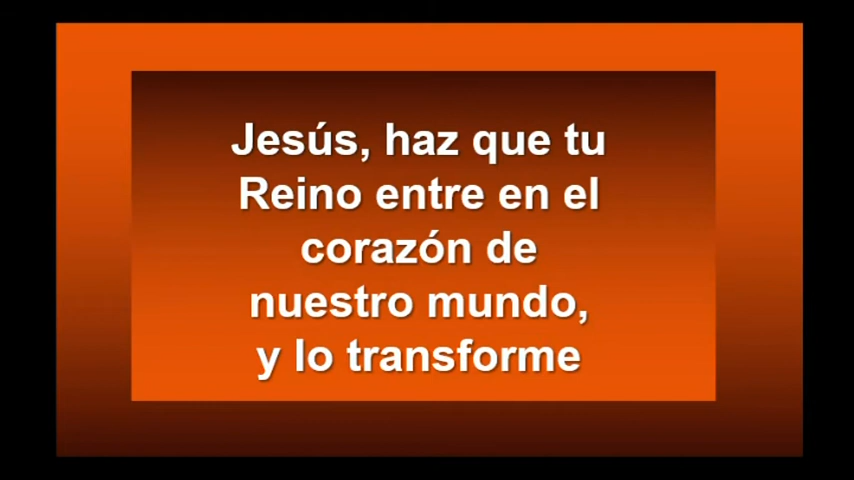 Jesús, haz que tu
Reino entre en el
corazón de
nuestro mundo,
y lo transforme